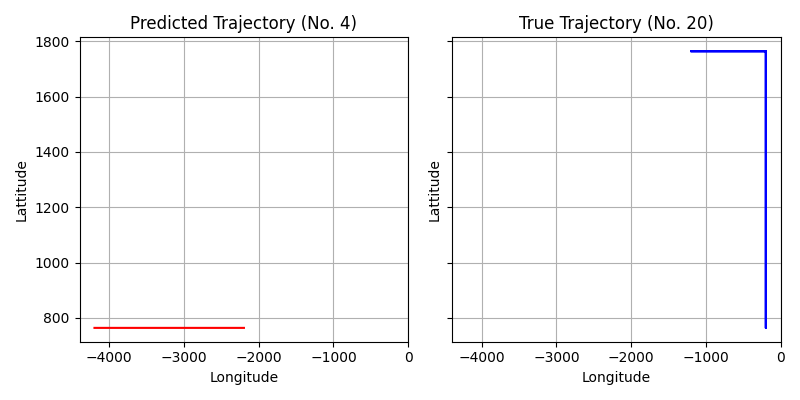 Predicted Trajectory (No. 4)
True Trajectory (No. 20)
1800
1600
1400
1200
1000
800
Lattitude
Lattitude
−4000 −3000 −2000 −1000 0
−4000 −3000 −2000 −1000 0
Longitude
Longitude